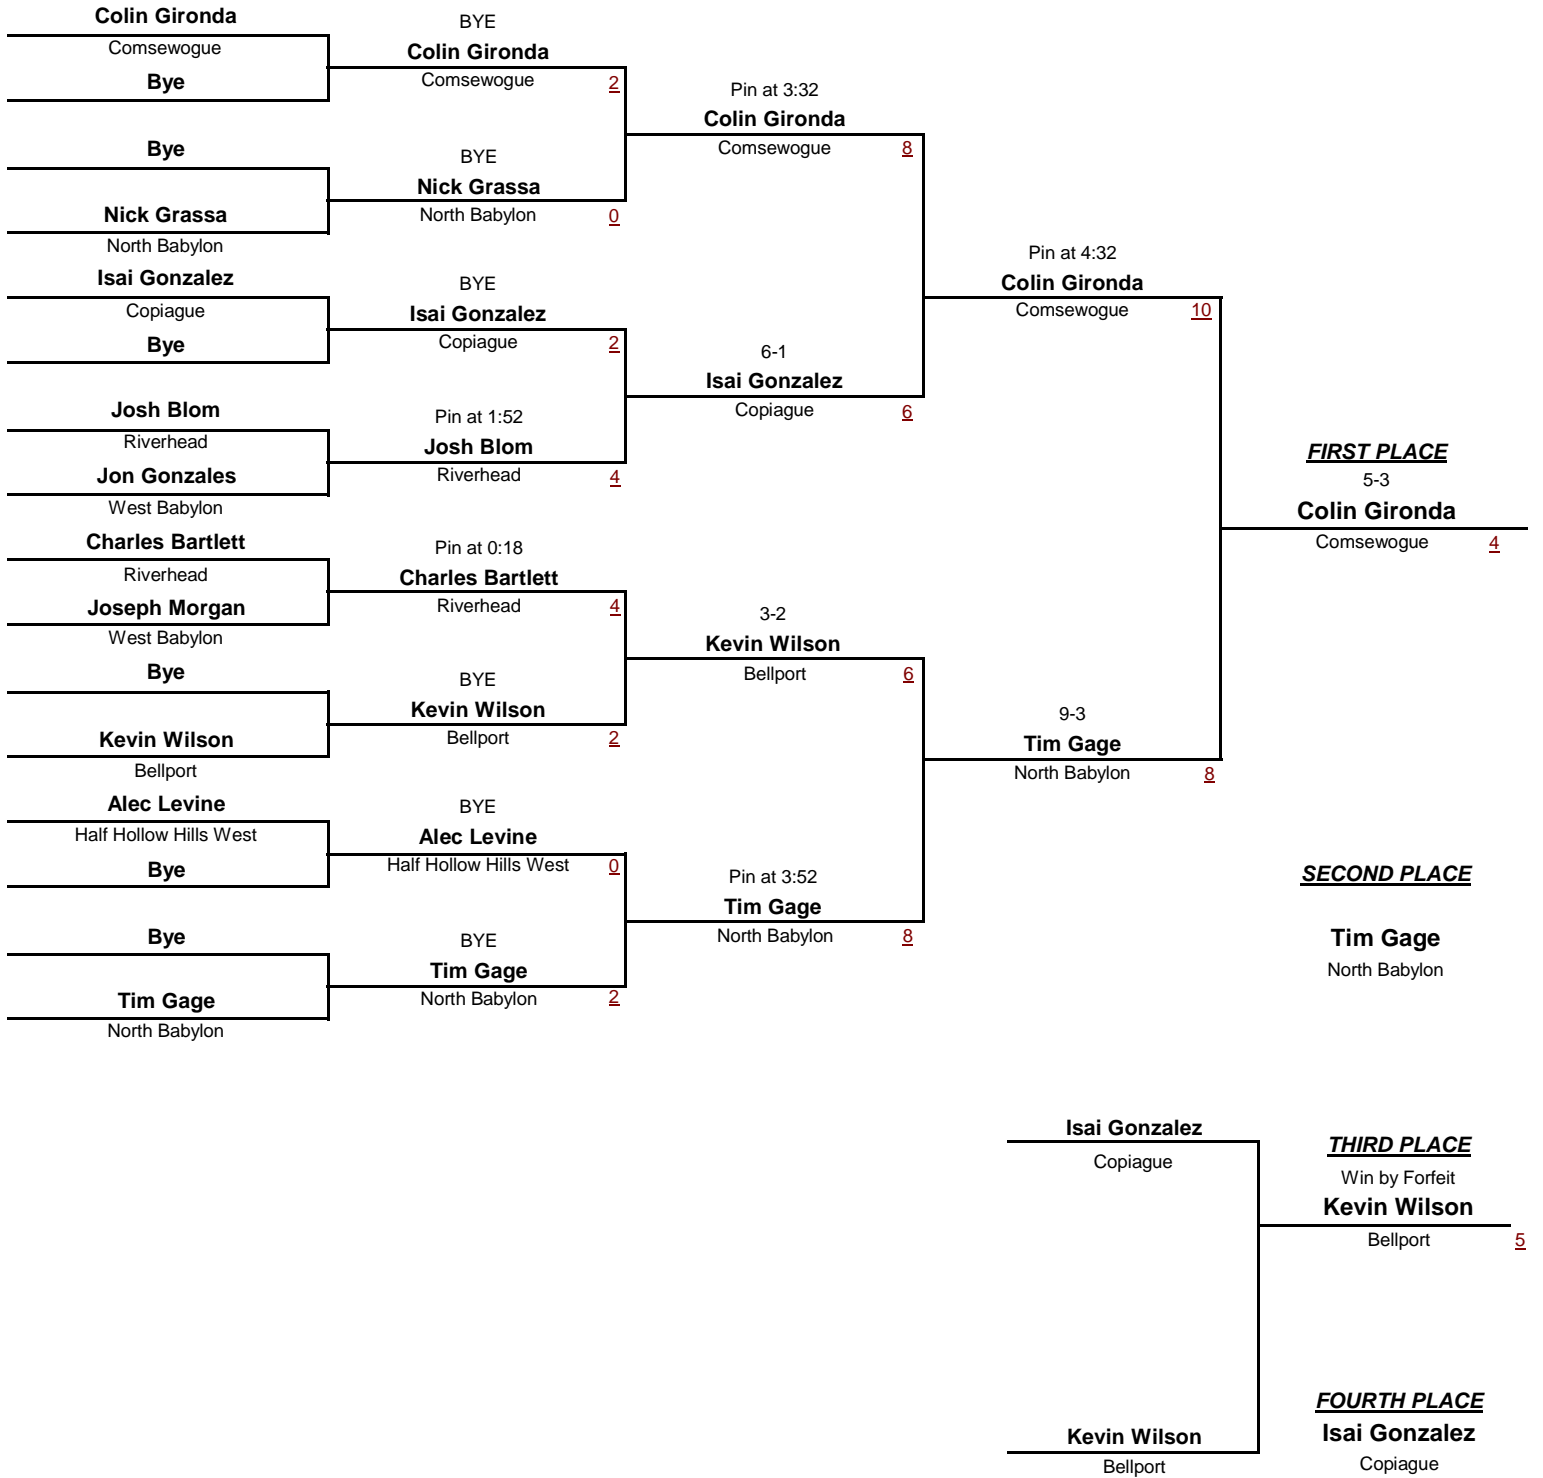 Colin Gironda
Comsewogue
Bye
Bye
Nick Grassa
North Babylon
Isai Gonzalez
Copiague
Bye
Josh Blom
Riverhead
Jon Gonzales
West Babylon
Charles Bartlett
Riverhead
Joseph Morgan
West Babylon
Bye
Kevin Wilson
Bellport
Alec Levine
Half Hollow Hills West
Bye
Bye
Tim Gage
North Babylon
BYE
Colin Gironda
Comsewogue 2
BYE
Nick Grassa
North Babylon 0
BYE
Isai Gonzalez
Copiague 2
Pin at 1:52
Josh Blom
Riverhead 4
Pin at 0:18
Charles Bartlett
Riverhead 4
BYE
Kevin Wilson
Bellport 2
BYE
Alec Levine
Half Hollow Hills West 0
BYE
Tim Gage
North Babylon 2
Pin at 3:32
Colin Gironda
Comsewogue 8
6-1
Isai Gonzalez
Copiague 6
3-2
Kevin Wilson
Bellport 6
Pin at 3:52
Tim Gage
North Babylon 8
Pin at 4:32
Colin Gironda
Comsewogue 10
9-3
Tim Gage
North Babylon 8
FIRST PLACE
5-3
Colin Gironda
Comsewogue 4
SECOND PLACE
Tim Gage
North Babylon
Isai Gonzalez
Copiague
Kevin Wilson
Bellport
THIRD PLACE
Win by Forfeit
Kevin Wilson
Bellport 5
FOURTH PLACE
Isai Gonzalez
Copiague